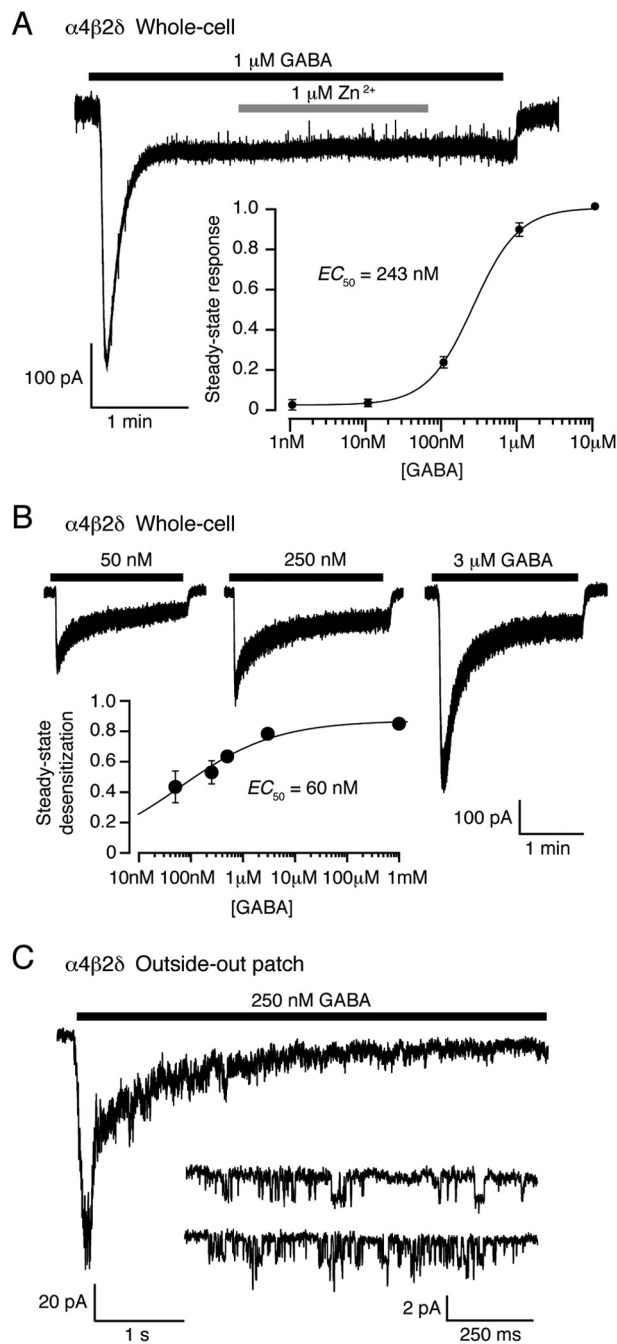 A α4β2δ Whole-cell
1 μM GABA
1 μM Zn2+
1.0
0.8
0.6
0.4
0.2
0
Steady-state response
EC50 = 243 nM
100 pA
1 min
1nM 10nM 100nM 1μM 10μM
[GABA]
B α4β2δ Whole-cell
50 nM 250 nM 3 μM GABA
1.0
0.8
0.6
0.4
0.2
0
Steady-state
desensitization
EC50 = 60 nM
100 pA
1 min
10nM 100nM 1μM 10μM 100μM 1mM
[GABA]
C α4β2δ Outside-out patch
250 nM GABA
20 pA
1 s
2 pA
250 ms